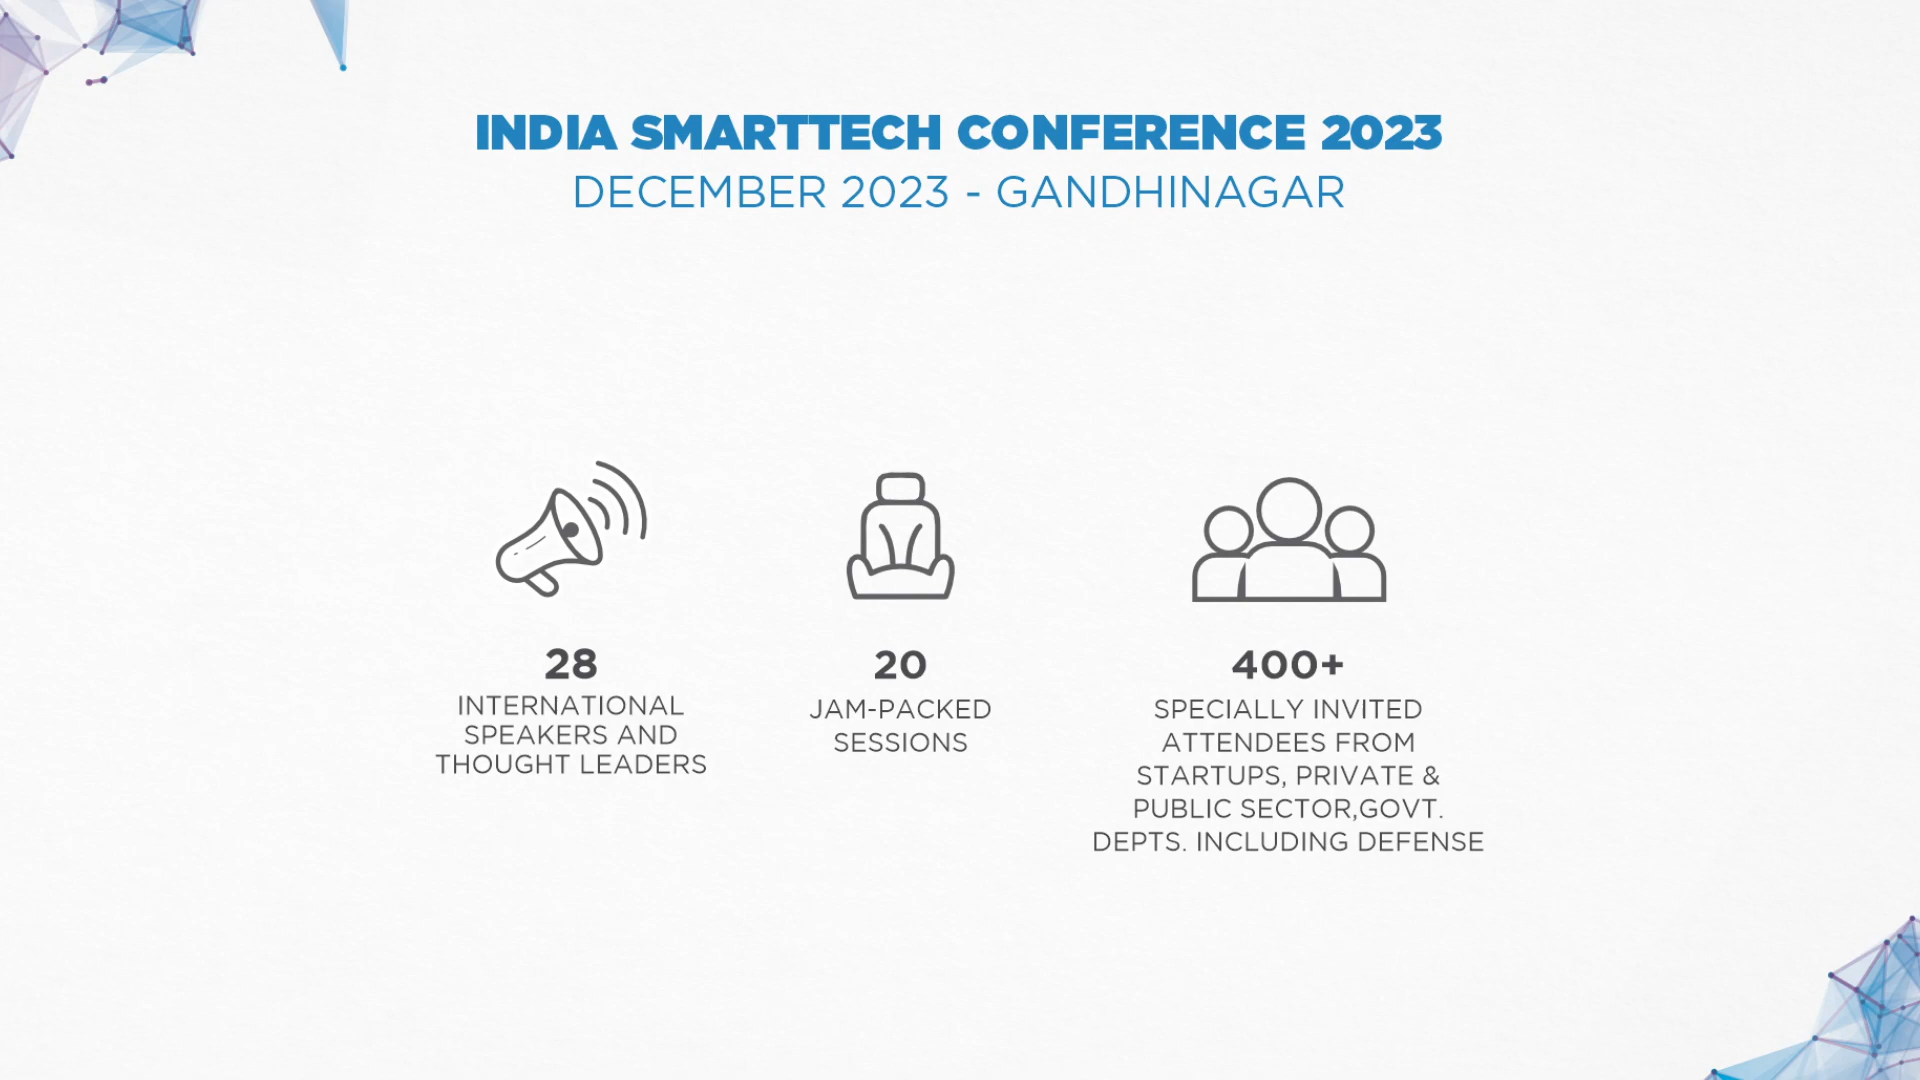 INDIA SMARTTECH CONFERENCE 2023
DECEMBER 2023 - GANDHINAGAR
28
INTERNATIONAL
SPEAKERS AND
THOUGHT LEADERS
20
JAM-PACKED
SESSIONS
400+
SPECIALLY INVITED
ATTENDEES FROM
STARTUPS, PRIVATE &
PUBLIC SECTOR,GOVT.
DEPTS. INCLUDING DEFENSE